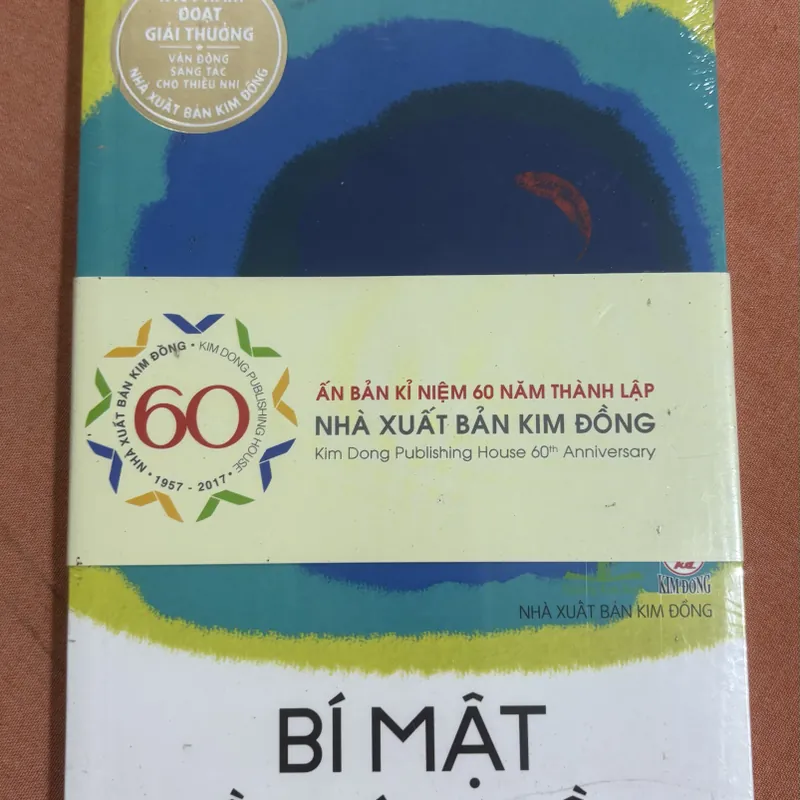 ĐOẠT
GIẢI THƯỞNG
VẬN ĐỘNG
SÁNG TÁC
CHO THIẾU NHI
NHÀ XUẤT BẢN KIM ĐỒNG
NHÀ XUẤT BẢN KIM ĐỒNG • KIM DONG PUBLISHING HOUSE
60
• 1957 - 2017 •
ẤN BẢN KỈ NIỆM 60 NĂM THÀNH LẬP
NHÀ XUẤT BẢN KIM ĐỒNG
Kim Dong Publishing House 60th Anniversary
KIM ĐỒNG
NHÀ XUẤT BẢN KIM ĐỒNG
BÍ MẬT